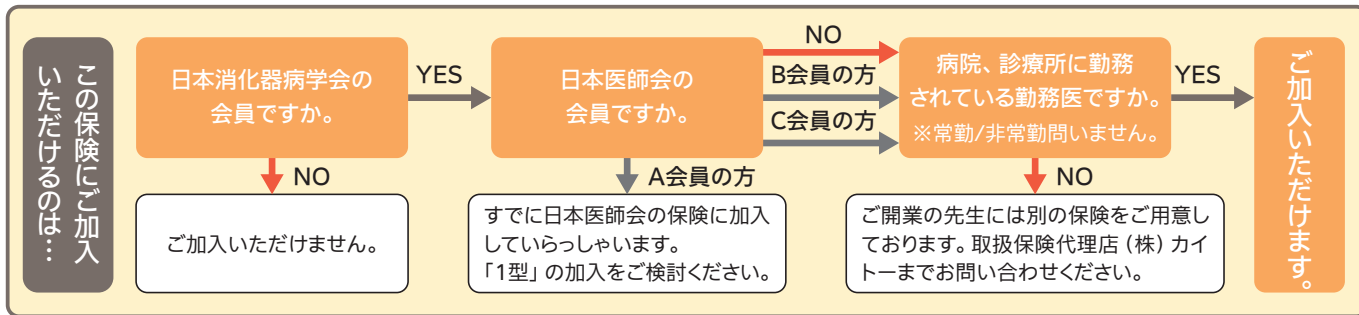 この保険にご加入
いただけるのは…
日本消化器病学会の
会員ですか。
YES
日本医師会の
会員ですか。
NO
B会員の方
C会員の方
病院、診療所に勤務
されている勤務医ですか。
※常勤/非常勤問いません。
YES
ご加入いただけます。
NO
ご加入いただけません。
A会員の方
すでに日本医師会の保険に加入
していらっしゃいます。
「1型」の加入をご検討ください。
NO
ご開業の先生には別の保険をご用意し
ております。取扱保険代理店（株）カイ
トーまでお問い合わせください。